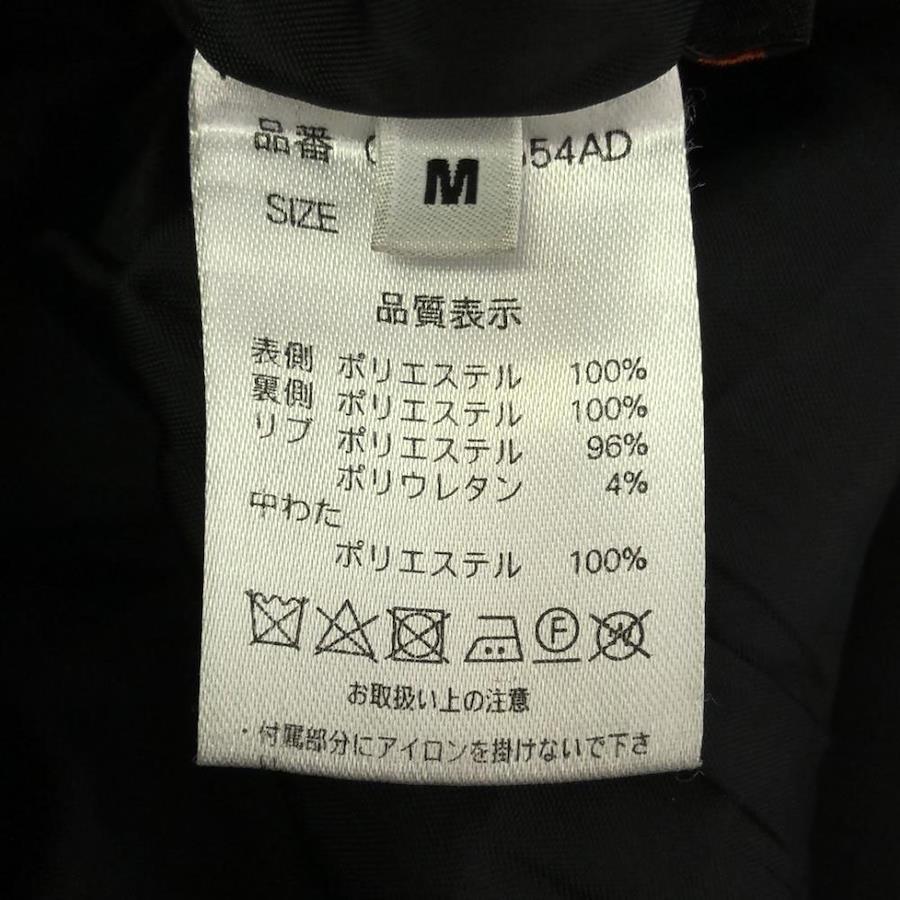 品番 554AD
SIZE
M
品質表示
表側 ポリエステル 100%
裏側 ポリエステル 100%
リブ ポリエステル 96%
ポリウレタン 4%
中わた
ポリエステル 100%
F
W
お取扱い上の注意
・付属部分にアイロンを掛けないで下さ